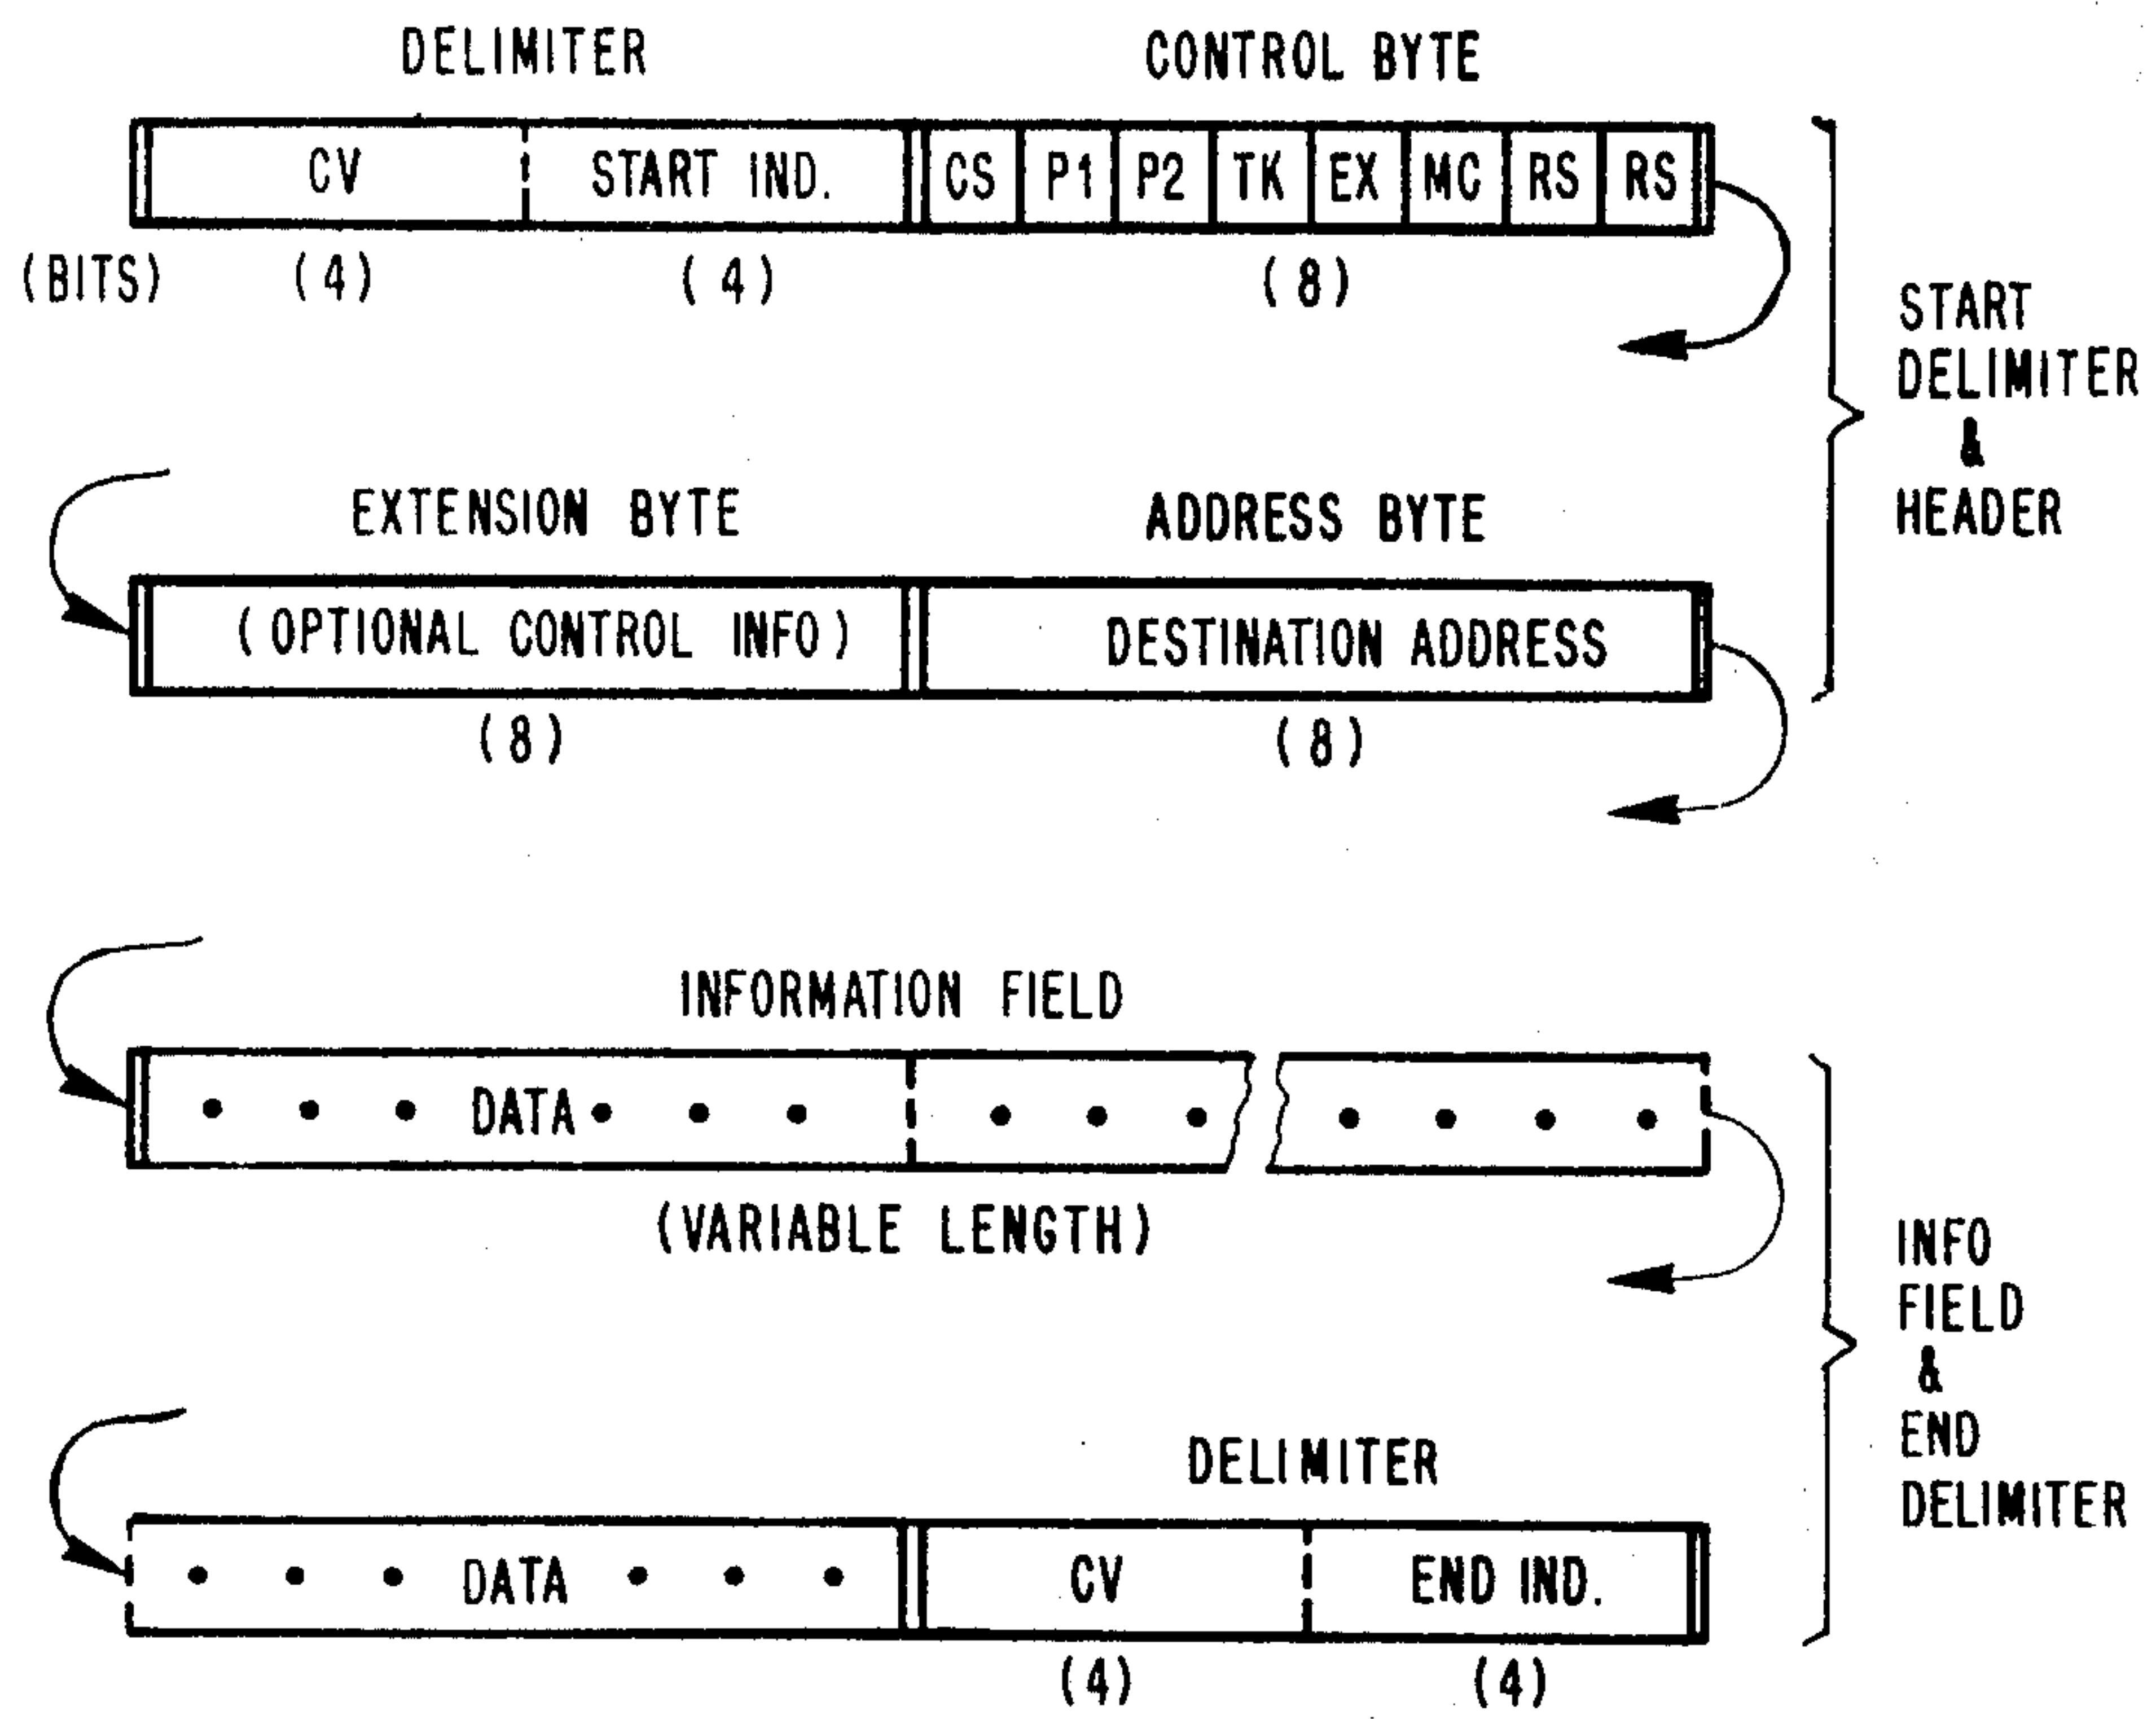 DELIMITER CONTROL BYTE
CV START IND. CS P1 P2 TK EX MC RS RS
(BITS) (4) (4) (8)
START
DELIMITER
&
HEADER
EXTENSION BYTE ADDRESS BYTE
(OPTIONAL CONTROL INFO) DESTINATION ADDRESS
(8) (8)
INFORMATION FIELD
• • • DATA • • • • • • • • • •
(VARIABLE LENGTH)
INFO
FIELD
&
END
DELIMITER
DELIMITER
• • • DATA • • • CV END IND.
(4) (4)